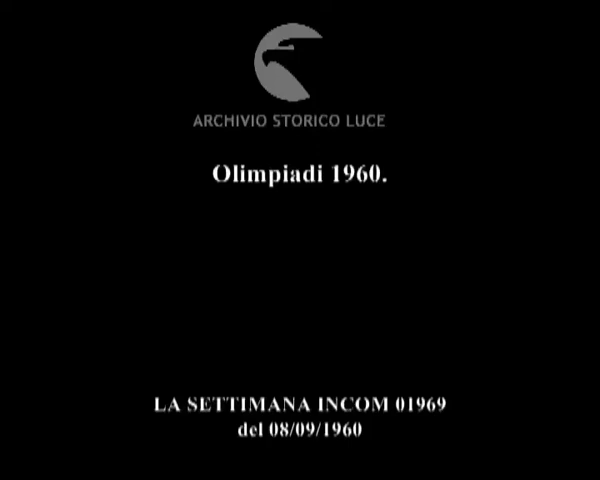 ARCHIVIO STORICO LUCE
Olimpiadi 1960.
LA SETTIMANA INCOM 01969
del 08/09/1960